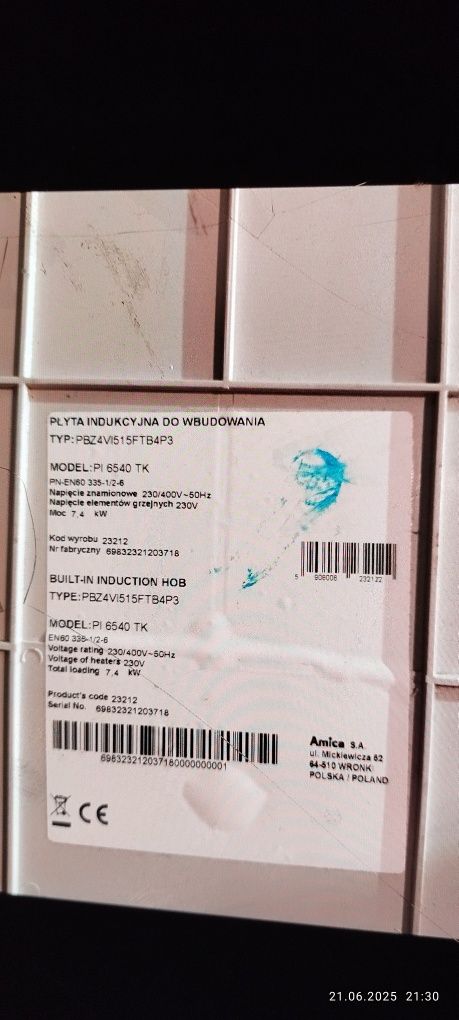 PŁYTA INDUKCYJNA DO WBUDOWANIA
TYP: PBZ4VI515FTB4P3
MODEL: PI 6540 TK
PN-EN60 335-1/2-6
Napięcie znamionowe 230/400V~50Hz
Napięcie elementów grzejnych 230V
Moc 7,4 kW
Kod wyrobu 23212
Nr fabryczny 69832321203718
5 908006 232122
BUILT-IN INDUCTION HOB
TYPE: PBZ4VI515FTB4P3
MODEL: PI 6540 TK
EN60 335-1/2-6
Voltage rating 230/400V~50Hz
Voltage of heaters 230V
Total loading 7,4 kW
Product's code 23212
Serial No. 69832321203718
698323212037180000000001
Amica S.A.
ul. Mickiewicza 52
64-510 WRONKI
POLSKA / POLAND
CE
21.06.2025 21:30